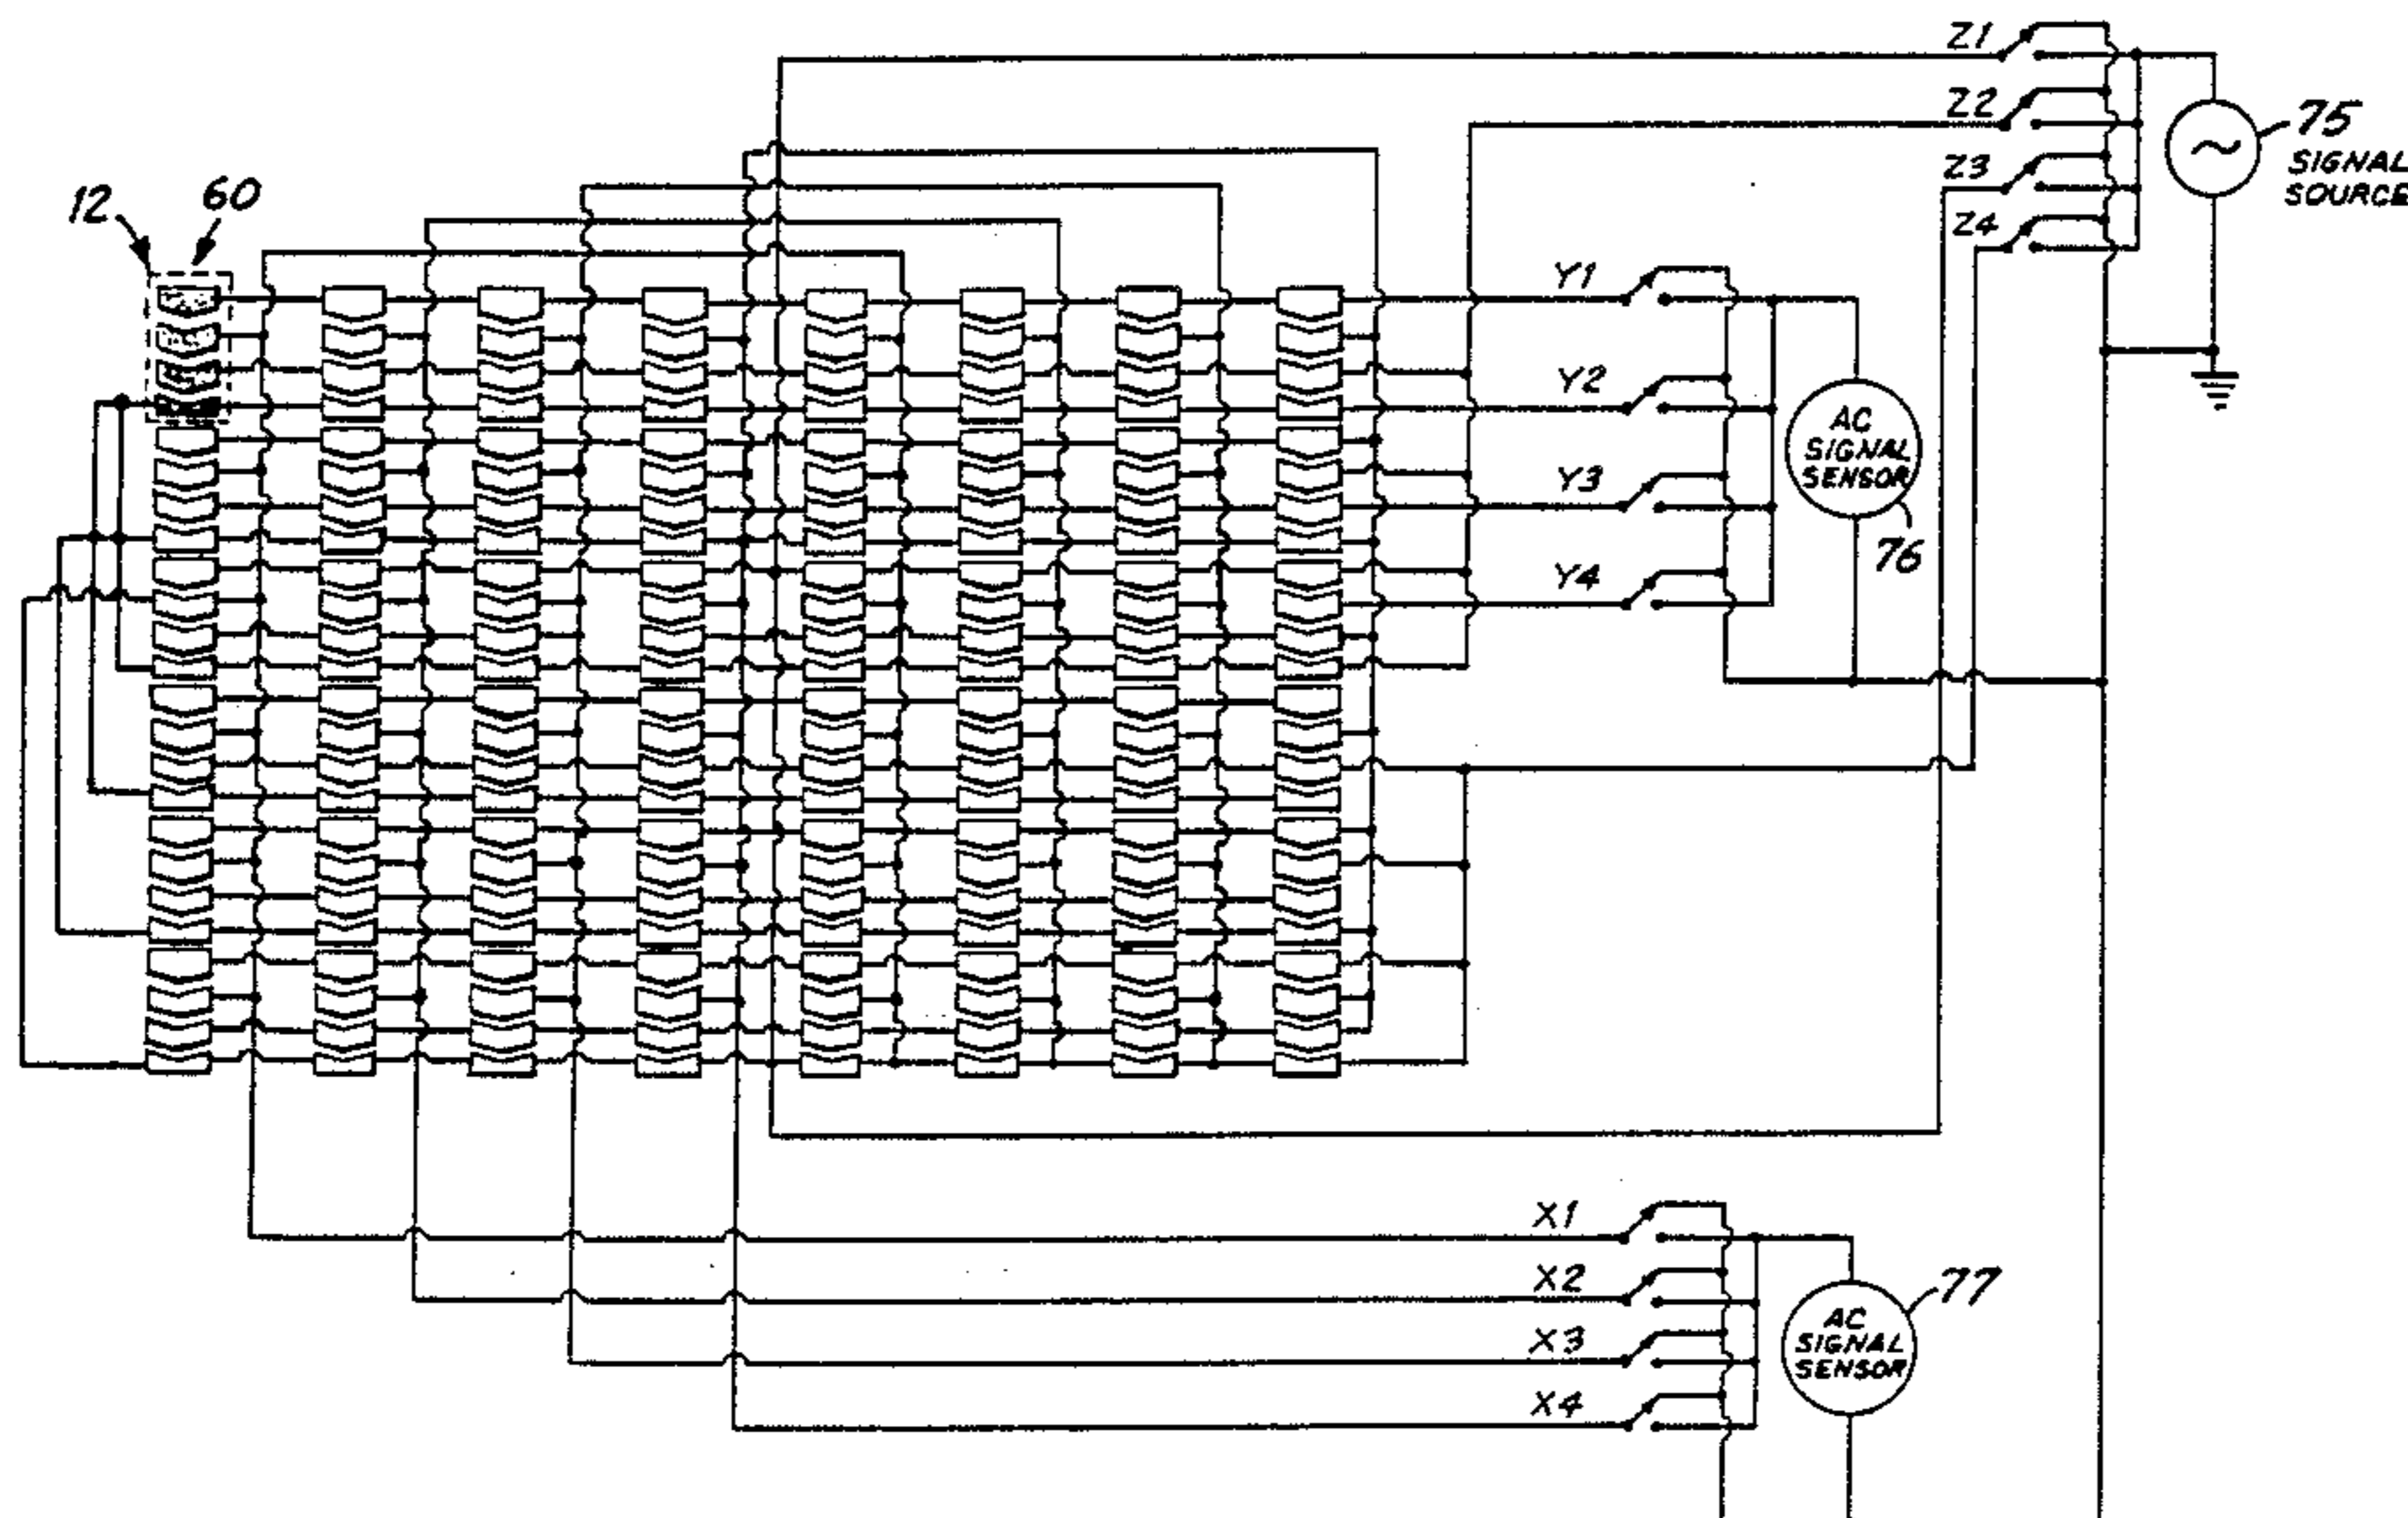 Z1
Z2
Z3
Z4
75
SIGNAL
SOURCE
12
60
Y1
Y2
Y3
Y4
AC
SIGNAL
SENSOR
76
X1
X2
X3
X4
AC
SIGNAL
SENSOR
77